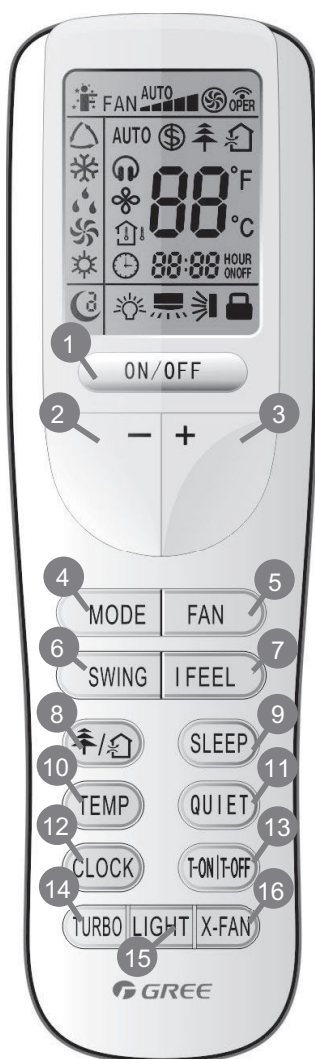 FAN AUTO OPER
AUTO
88 °F
°C
88:88 HOUR
ONOFF
1
ON/OFF
2 3
− +
4 5
MODE FAN
6 7
SWING I FEEL
8 9
/ SLEEP
10 11
TEMP QUIET
12 13
CLOCK T-ON T-OFF
14 16
TURBO LIGHT X-FAN
15
GREE